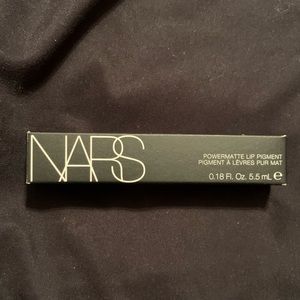 NARS
POWERMATTE LIP PIGMENT
PIGMENT À LÈVRES PUR MAT
0.18 Fl. Oz. 5.5 mL ℮